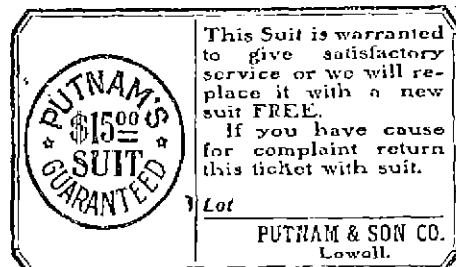 PUTNAM'S
$15.00
SUIT
GUARANTEED
This Suit is warranted
to give satisfactory
service or we will re-
place it with a new
suit FREE.
If you have cause
for complaint return
this ticket with suit.
Lot
PUTNAM & SON CO.
Lowell.